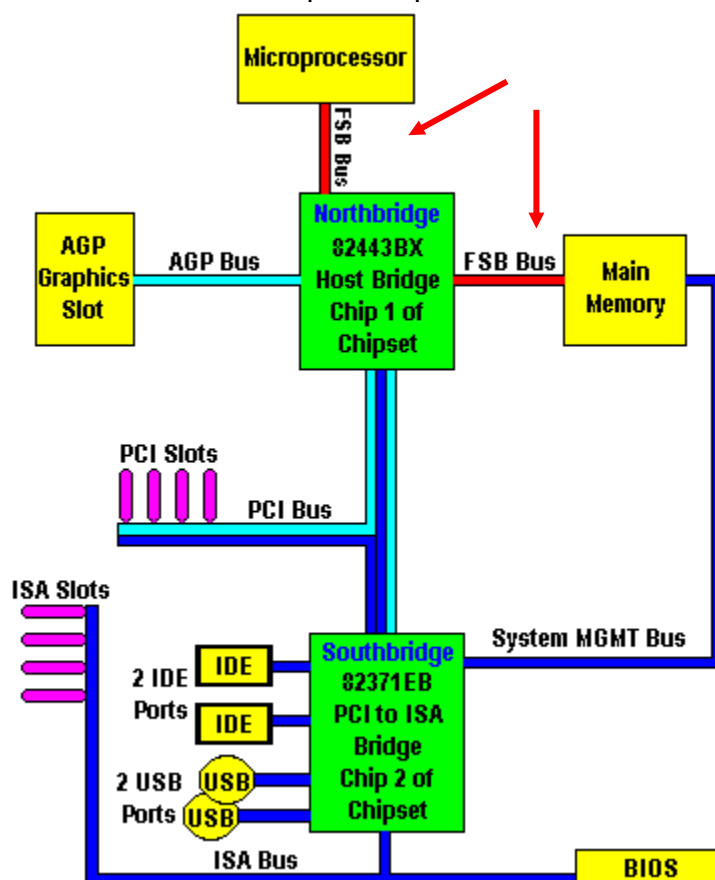 Microprocessor
FSB Bus
Northbridge
82443BX
Host Bridge
Chip 1 of
Chipset
AGP
Graphics
Slot
AGP Bus
FSB Bus
Main
Memory
PCI Slots
PCI Bus
ISA Slots
System MGMT Bus
2 IDE
Ports
IDE
IDE
Southbridge
82371EB
PCI to ISA
Bridge
Chip 2 of
Chipset
2 USB
Ports
USB
USB
ISA Bus
BIOS